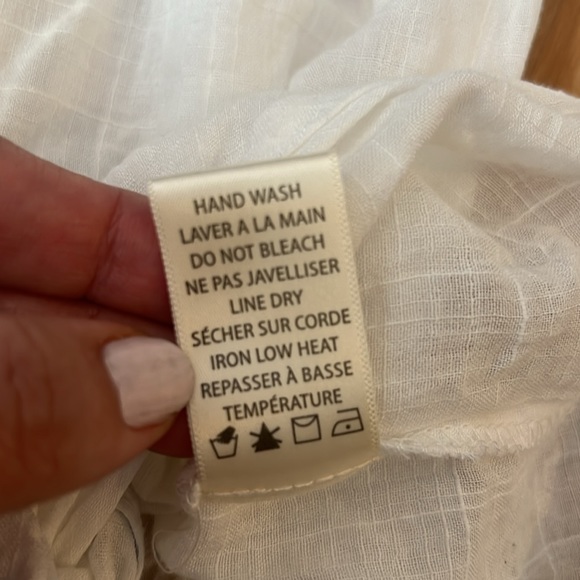 HAND WASH
LAVER A LA MAIN
DO NOT BLEACH
NE PAS JAVELLISER
LINE DRY
SÉCHER SUR CORDE
IRON LOW HEAT
REPASSER À BASSE
TEMPÉRATURE